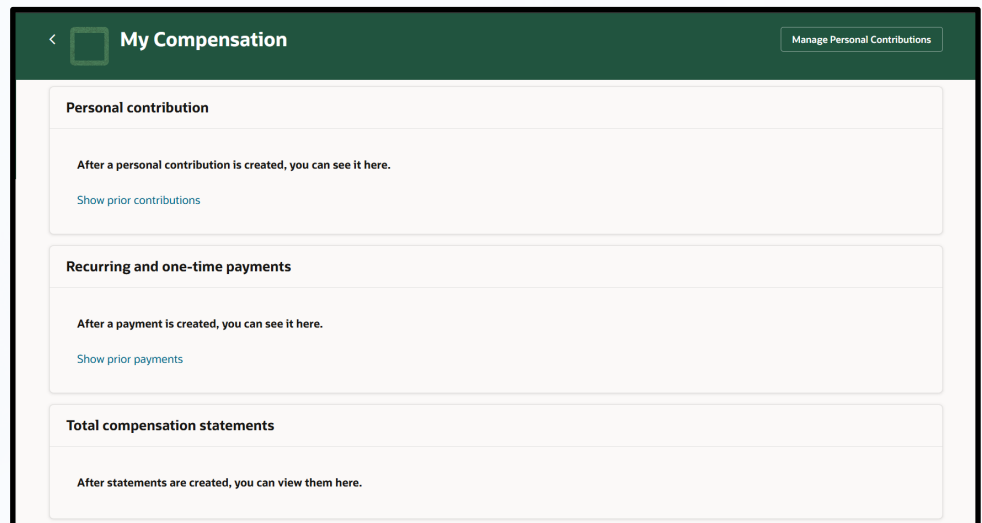 My Compensation
Manage Personal Contributions
Personal contribution
After a personal contribution is created, you can see it here.
Show prior contributions
Recurring and one-time payments
After a payment is created, you can see it here.
Show prior payments
Total compensation statements
After statements are created, you can view them here.